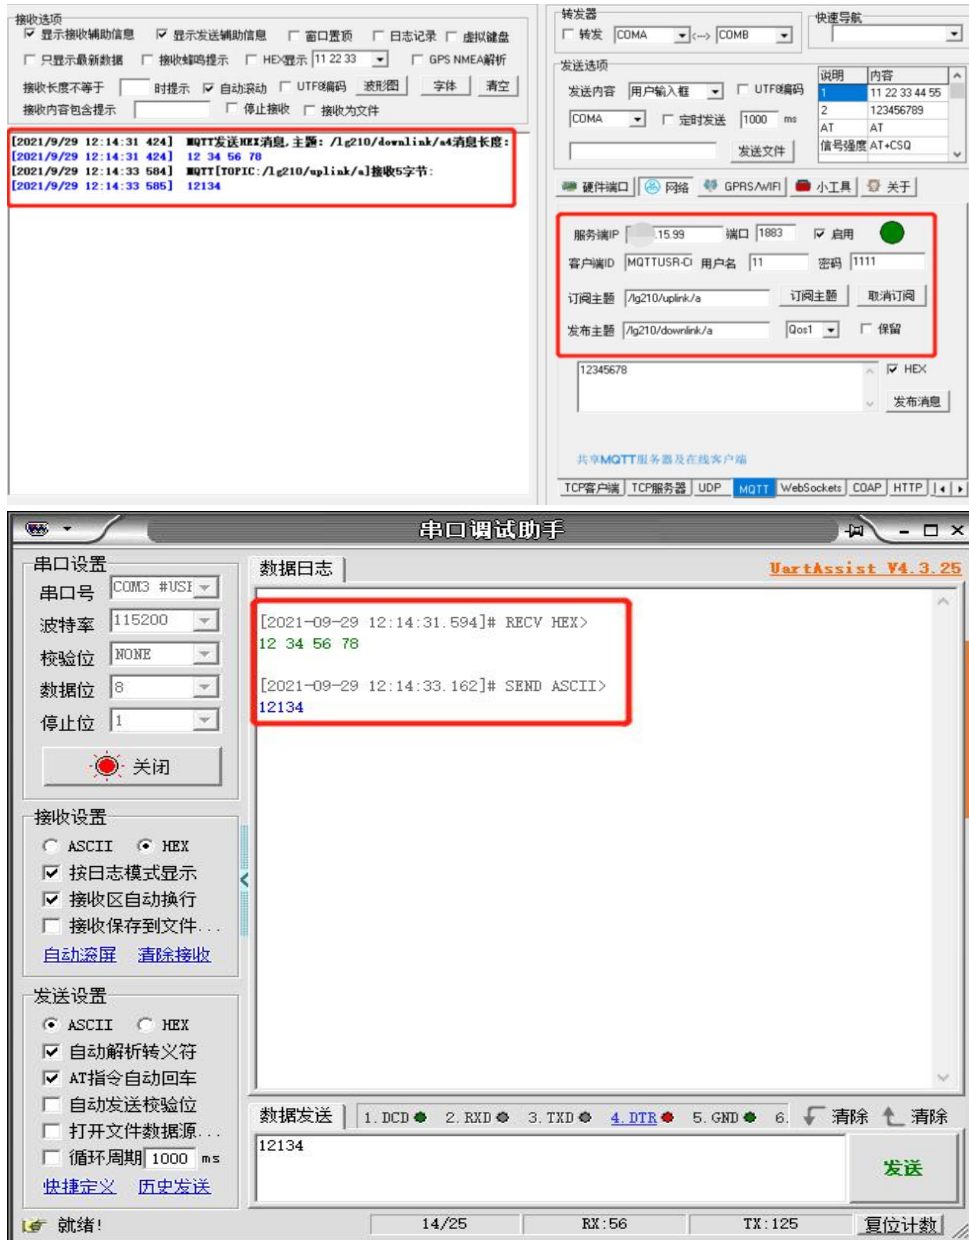 接收选项
显示接收辅助信息 显示发送辅助信息 窗口置顶 日志记录 虚拟键盘
只显示最新数据 接收蜂鸣提示 HEX显示 11 22 33 GPS NMEA解析
接收长度不等于 时提示 自动滚动 UTF8编码 波形图 字体 清空
接收内容包含提示 停止接收 接收为文件
[2021/9/29 12:14:31 424] MQTT发送HEX消息,主题: /lg210/downlink/a4消息长度:
[2021/9/29 12:14:31 424] 12 34 56 78
[2021/9/29 12:14:33 584] MQTT[TOPIC:/lg210/uplink/a]接收5字节:
[2021/9/29 12:14:33 585] 12134
转发器
转发 COMA <---> COMB
快速导航
发送选项
发送内容 用户输入框 UTF8编码
COMA 定时发送 1000 ms
发送文件
说明 内容
1 11 22 33 44 55
2 123456789
AT AT
信号强度 AT+CSQ
硬件端口 网络 GPRS/WIFI 小工具 关于
服务端IP .15.99 端口 1883 启用
客户端ID MQTTUSR-C 用户名 11 密码 1111
订阅主题 /lg210/uplink/a 订阅主题 取消订阅
发布主题 /lg210/downlink/a Qos1 保留
12345678
HEX
发布消息
共享MQTT服务器及在线客户端
TCP客户端 TCP服务器 UDP MQTT WebSockets COAP HTTP
串口调试助手
串口设置
串口号 COM3 #USI
波特率 115200
校验位 NONE
数据位 8
停止位 1
关闭
接收设置
ASCII HEX
按日志模式显示
接收区自动换行
接收保存到文件...
自动滚屏 清除接收
发送设置
ASCII HEX
自动解析转义符
AT指令自动回车
自动发送校验位
打开文件数据源...
循环周期 1000 ms
快捷定义 历史发送
数据日志
UartAssist V4.3.25
[2021-09-29 12:14:31.594]# RECV HEX>
12 34 56 78
[2021-09-29 12:14:33.162]# SEND ASCII>
12134
数据发送 1.DCD 2.RXD 3.TXD 4.DTR 5.GND 6. 清除 清除
12134
发送
就绪! 14/25 RX:56 TX:125 复位计数